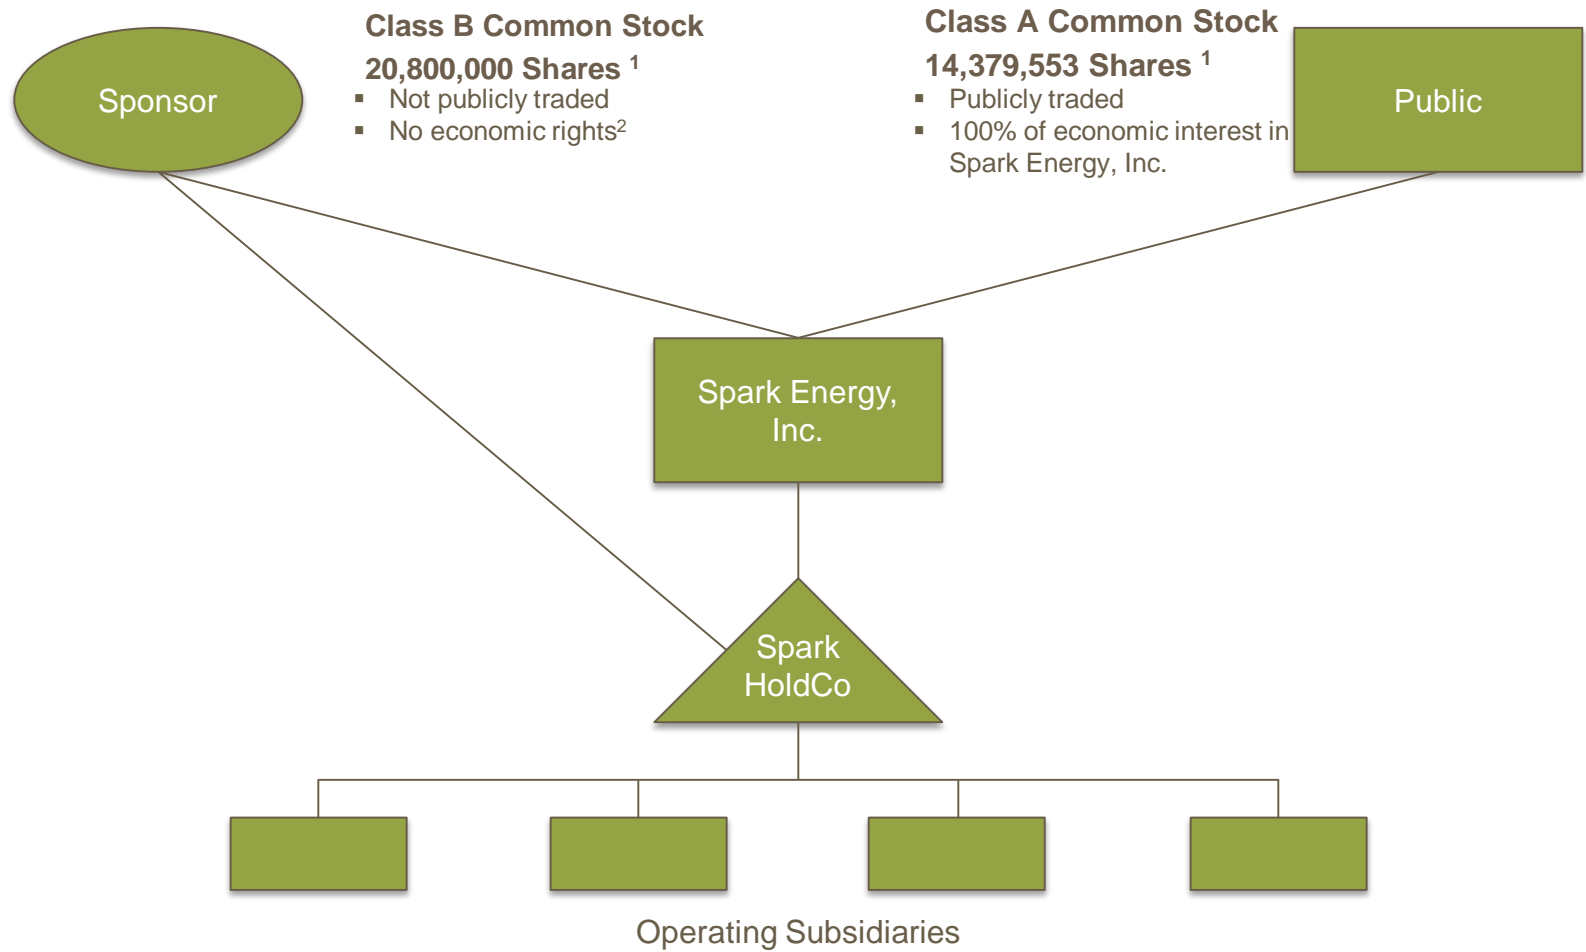 Sponsor
Class B Common Stock
20,800,000 Shares ¹
▪ Not publicly traded
▪ No economic rights²
Class A Common Stock
14,379,553 Shares ¹
▪ Publicly traded
▪ 100% of economic interest in
Spark Energy, Inc.
Public
Spark Energy,
Inc.
Spark
HoldCo
Operating Subsidiaries